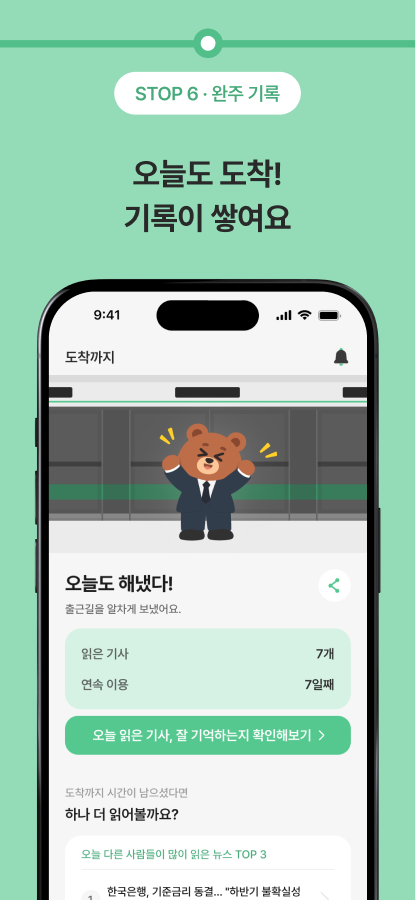 STOP 6 · 완주 기록
오늘도 도착!
기록이 쌓여요
9:41
도착까지
오늘도 해냈다!
출근길을 알차게 보냈어요.
읽은 기사 7개
연속 이용 7일째
오늘 읽은 기사, 잘 기억하는지 확인해보기
도착까지 시간이 남으셨다면
하나 더 읽어볼까요?
오늘 다른 사람들이 많이 읽은 뉴스 TOP 3
1 한국은행, 기준금리 동결... "하반기 불확실성